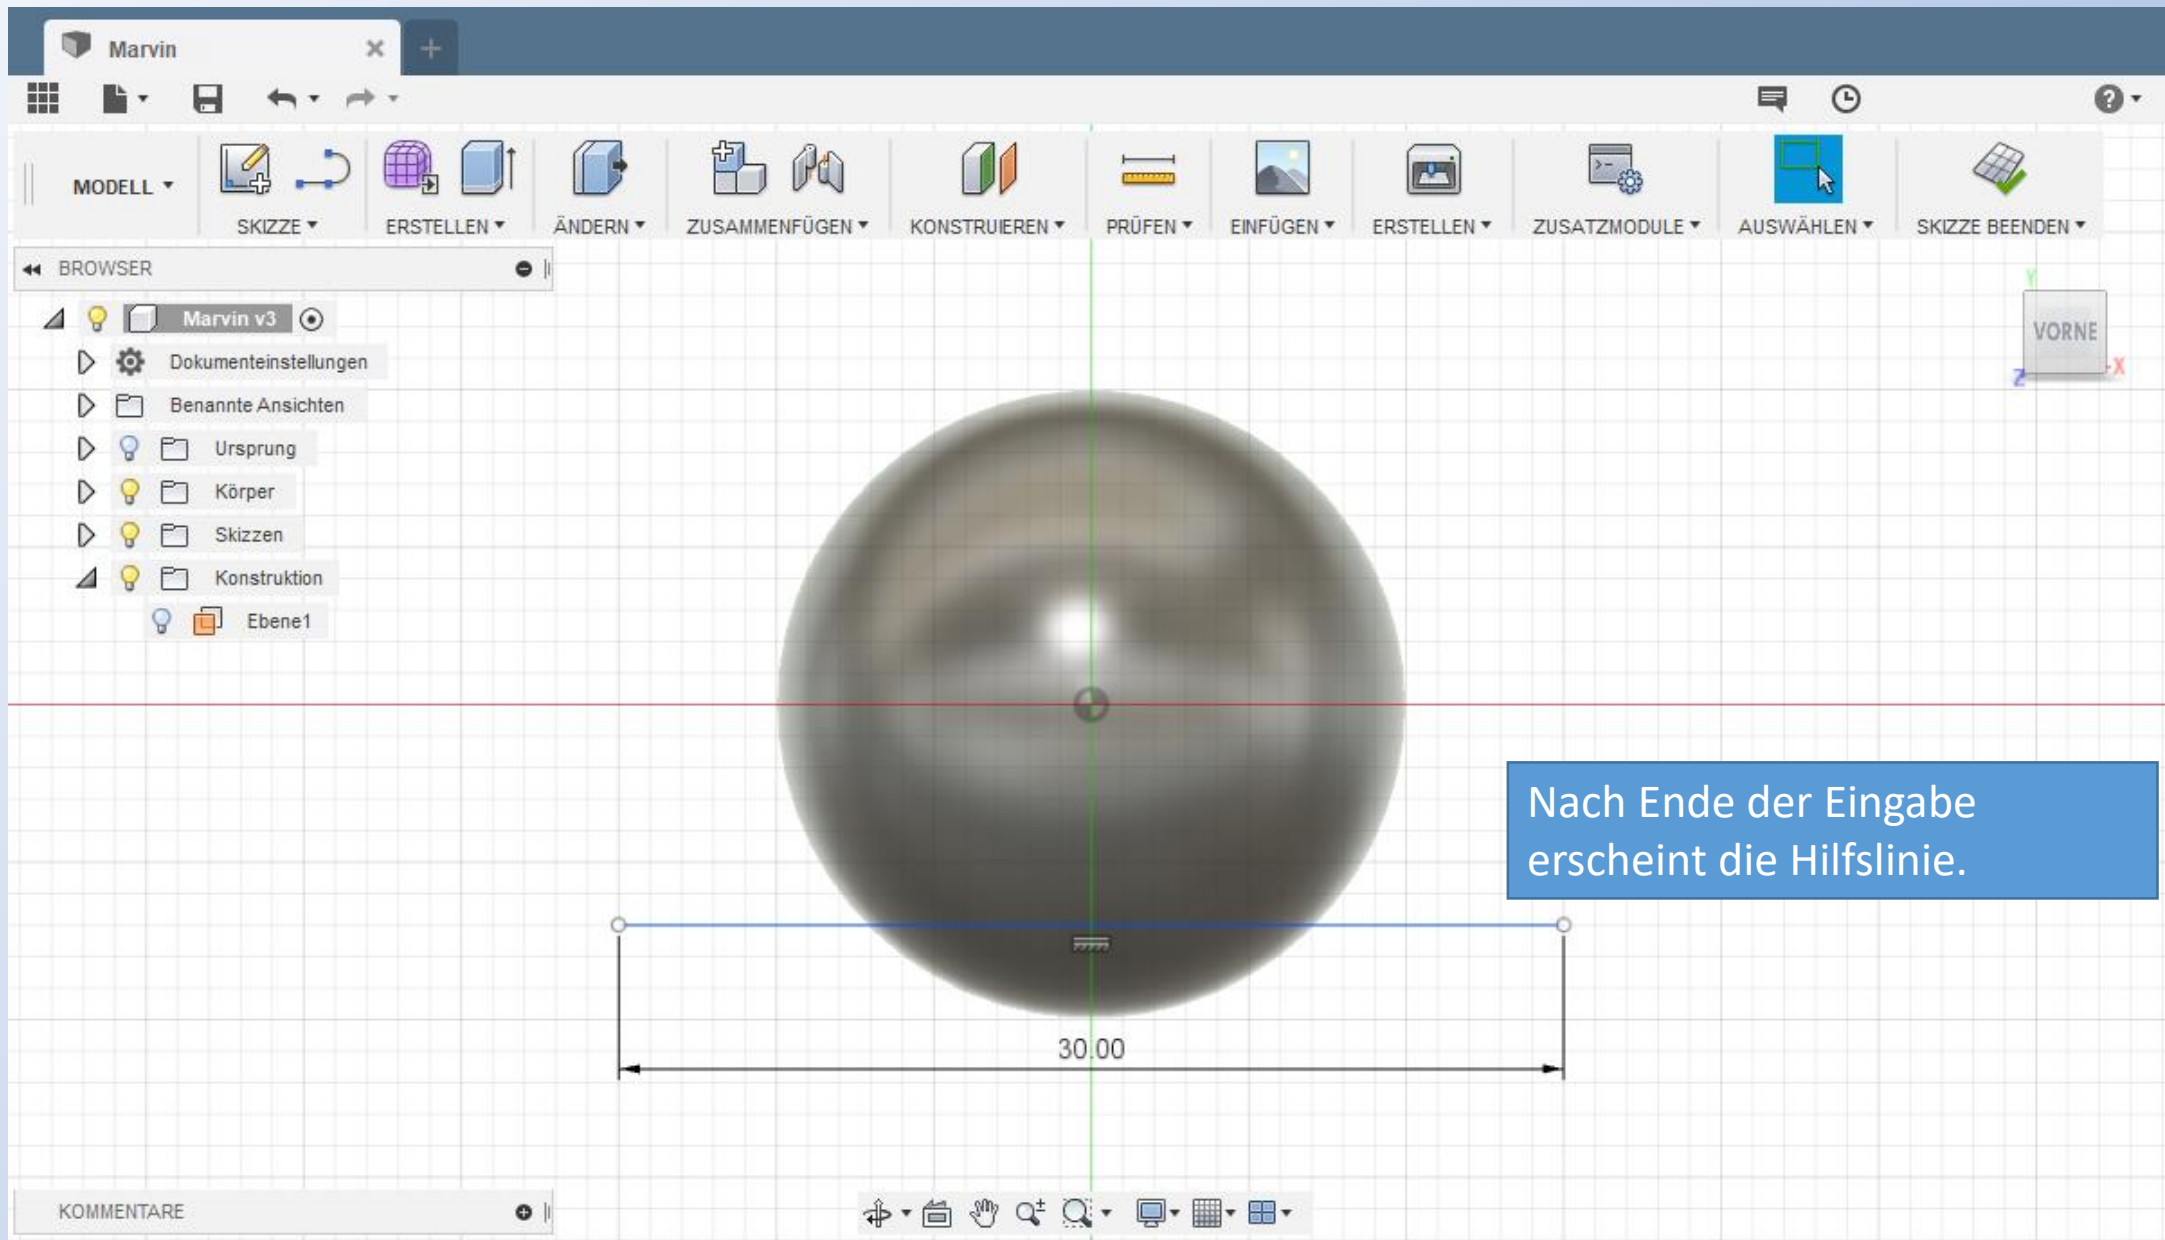 Marvin
MODELL
SKIZZE
ERSTELLEN
ÄNDERN
ZUSAMMENFÜGEN
KONSTRUIEREN
PRÜFEN
EINFÜGEN
ERSTELLEN
ZUSATZMODULE
AUSWÄHLEN
SKIZZE BEENDEN
BROWSER
Marvin v3
Dokumenteinstellungen
Benannte Ansichten
Ursprung
Körper
Skizzen
Konstruktion
Ebene1
Y
VORNE
X
Z
Nach Ende der Eingabe
erscheint die Hilfslinie.
30.00
KOMMENTARE